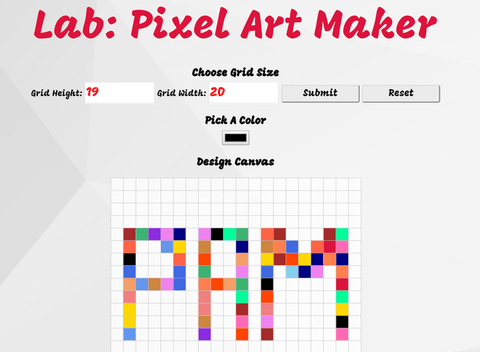 Lab: Pixel Art Maker
Choose Grid Size
Grid Height: 19 Grid Width: 20 Submit Reset
Pick A Color
Design Canvas
PAM